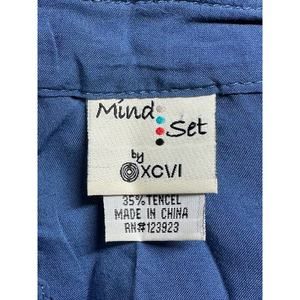 Mind
Set
by
XCVI
35% TENCEL
MADE IN CHINA
RN#123923